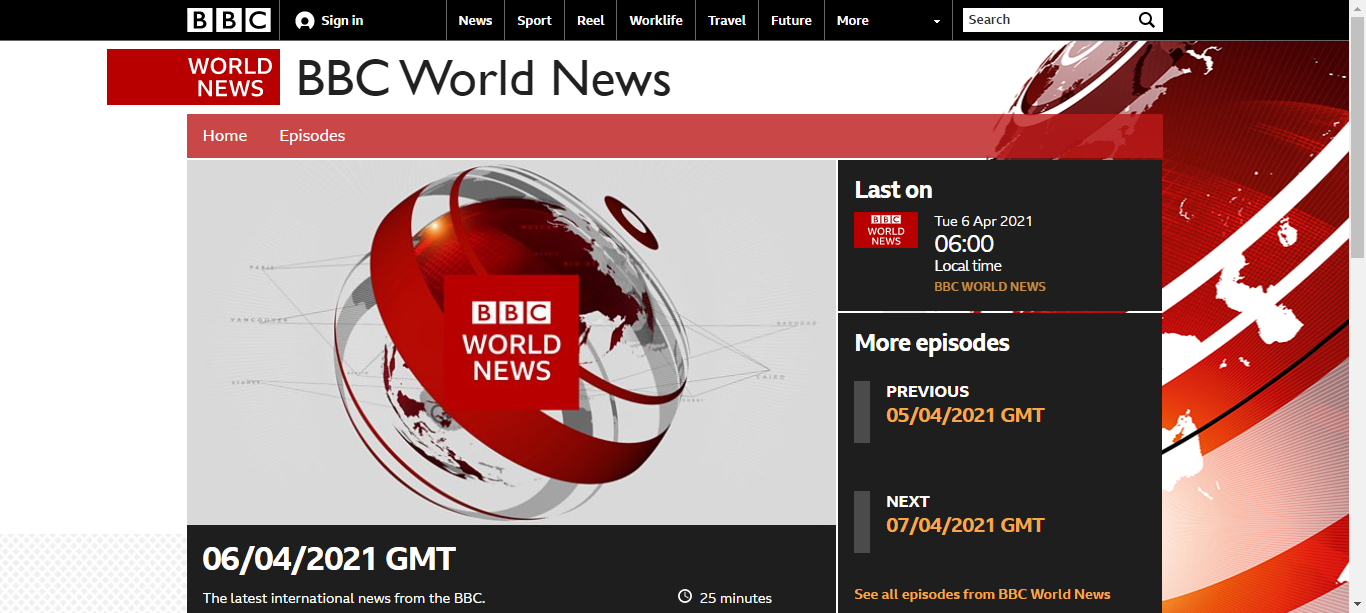 BBC
Sign in
News
Sport
Reel
Worklife
Travel
Future
More
Search
WORLD
NEWS
BBC World News
Home
Episodes
PARIS
VANCOUVER
SYDNEY
BAGHDAD
CAIRO
BBC
WORLD
NEWS
06/04/2021 GMT
The latest international news from the BBC.
25 minutes
Last on
BBC
WORLD
NEWS
Tue 6 Apr 2021
06:00
Local time
BBC WORLD NEWS
More episodes
PREVIOUS
05/04/2021 GMT
NEXT
07/04/2021 GMT
See all episodes from BBC World News